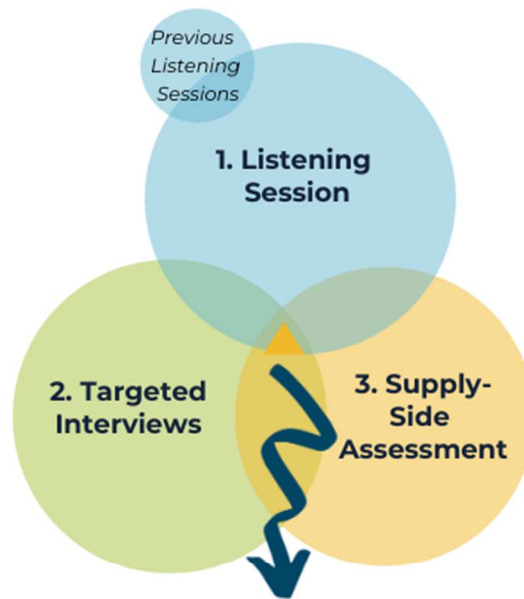 Previous
Listening
Sessions
1. Listening
Session
2. Targeted
Interviews
3. Supply-
Side
Assessment